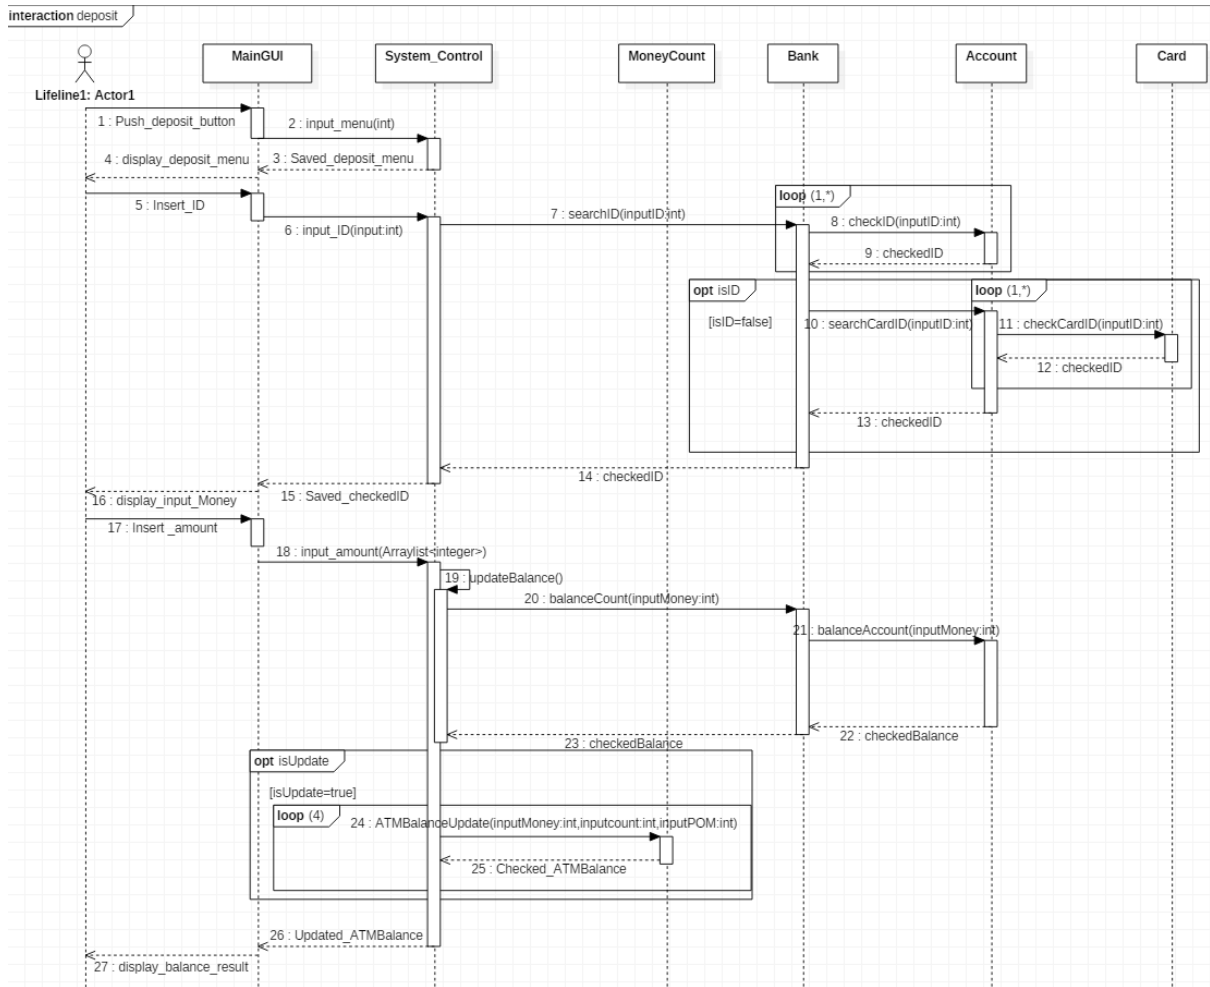 interaction deposit
MainGUI
System_Control
MoneyCount
Bank
Account
Card
Lifeline1: Actor1
1 : Push_deposit_button
2 : input_menu(int)
3 : Saved_deposit_menu
4 : display_deposit_menu
5 : Insert_ID
6 : input_ID(input:int)
7 : searchID(inputID:int)
loop (1,*)
8 : checkID(inputID:int)
9 : checkedID
opt isID
[isID=false]
loop (1,*)
10 : searchCardID(inputID:int)
11 : checkCardID(inputID:int)
12 : checkedID
13 : checkedID
14 : checkedID
15 : Saved_checkedID
16 : display_input_Money
17 : Insert _amount
18 : input_amount(Arraylist<integer>)
19 : updateBalance()
20 : balanceCount(inputMoney:int)
21 : balanceAccount(inputMoney:int)
22 : checkedBalance
23 : checkedBalance
opt isUpdate
[isUpdate=true]
loop (4)
24 : ATMBalanceUpdate(inputMoney:int,inputcount:int,inputPOM:int)
25 : Checked_ATMBalance
26 : Updated_ATMBalance
27 : display_balance_result